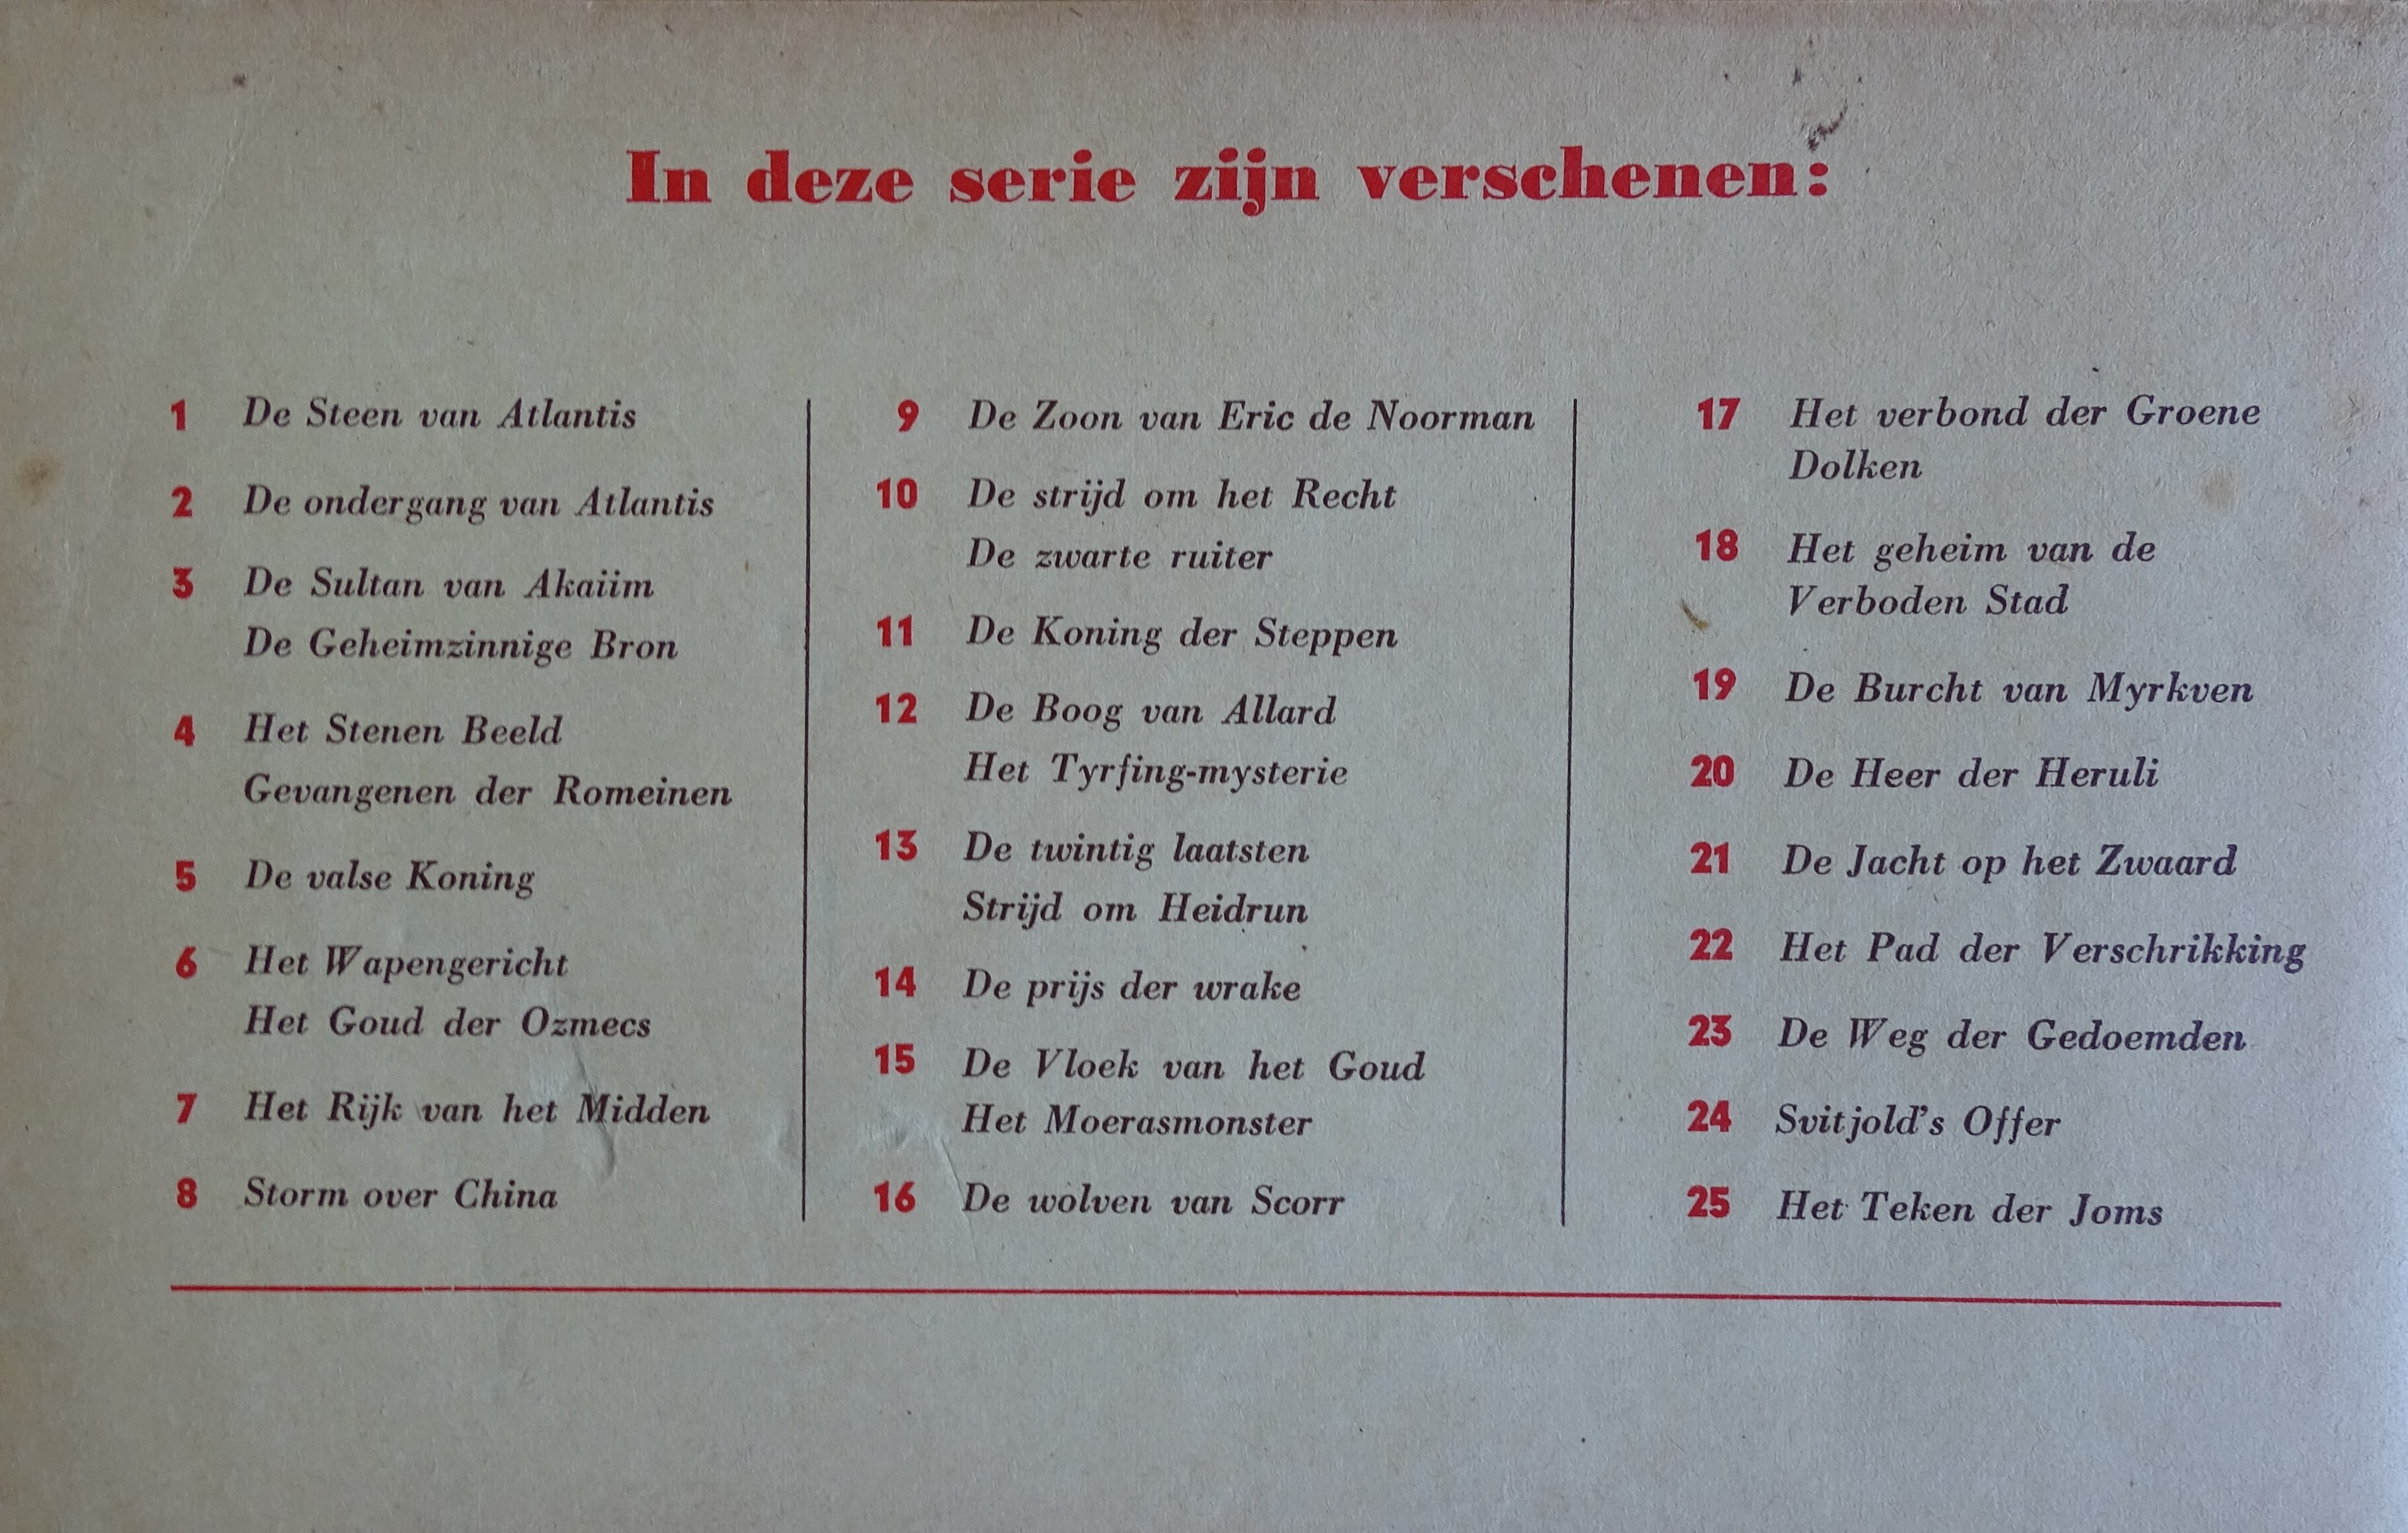 In deze serie zijn verschenen:
1 De Steen van Atlantis
2 De ondergang van Atlantis
3 De Sultan van Akaiim
De Geheimzinnige Bron
4 Het Stenen Beeld
Gevangenen der Romeinen
5 De valse Koning
6 Het Wapengericht
Het Goud der Ozmecs
7 Het Rijk van het Midden
8 Storm over China
9 De Zoon van Eric de Noorman
10 De strijd om het Recht
De zwarte ruiter
11 De Koning der Steppen
12 De Boog van Allard
Het Tyrfing-mysterie
13 De twintig laatsten
Strijd om Heidrun
14 De prijs der wrake
15 De Vloek van het Goud
Het Moerasmonster
16 De wolven van Scorr
17 Het verbond der Groene
Dolken
18 Het geheim van de
Verboden Stad
19 De Burcht van Myrkven
20 De Heer der Heruli
21 De Jacht op het Zwaard
22 Het Pad der Verschrikking
23 De Weg der Gedoemden
24 Svitjold's Offer
25 Het Teken der Joms